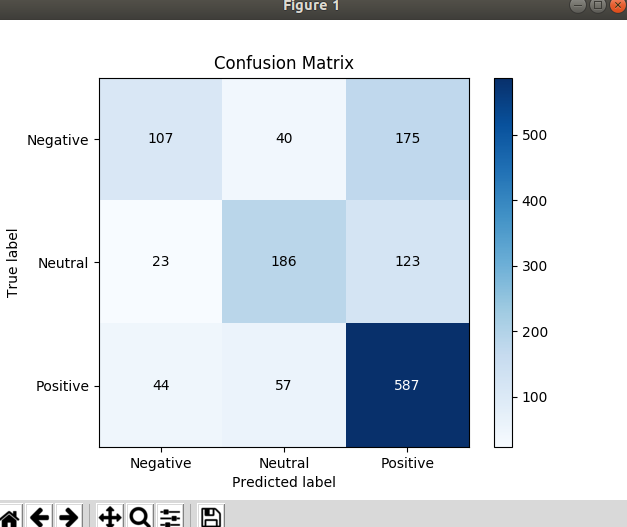 Figure 1
Confusion Matrix
Negative 107 40 175
500
400
Neutral 23 186 123
300
200
Positive 44 57 587
100
True label
Negative Neutral Positive
Predicted label